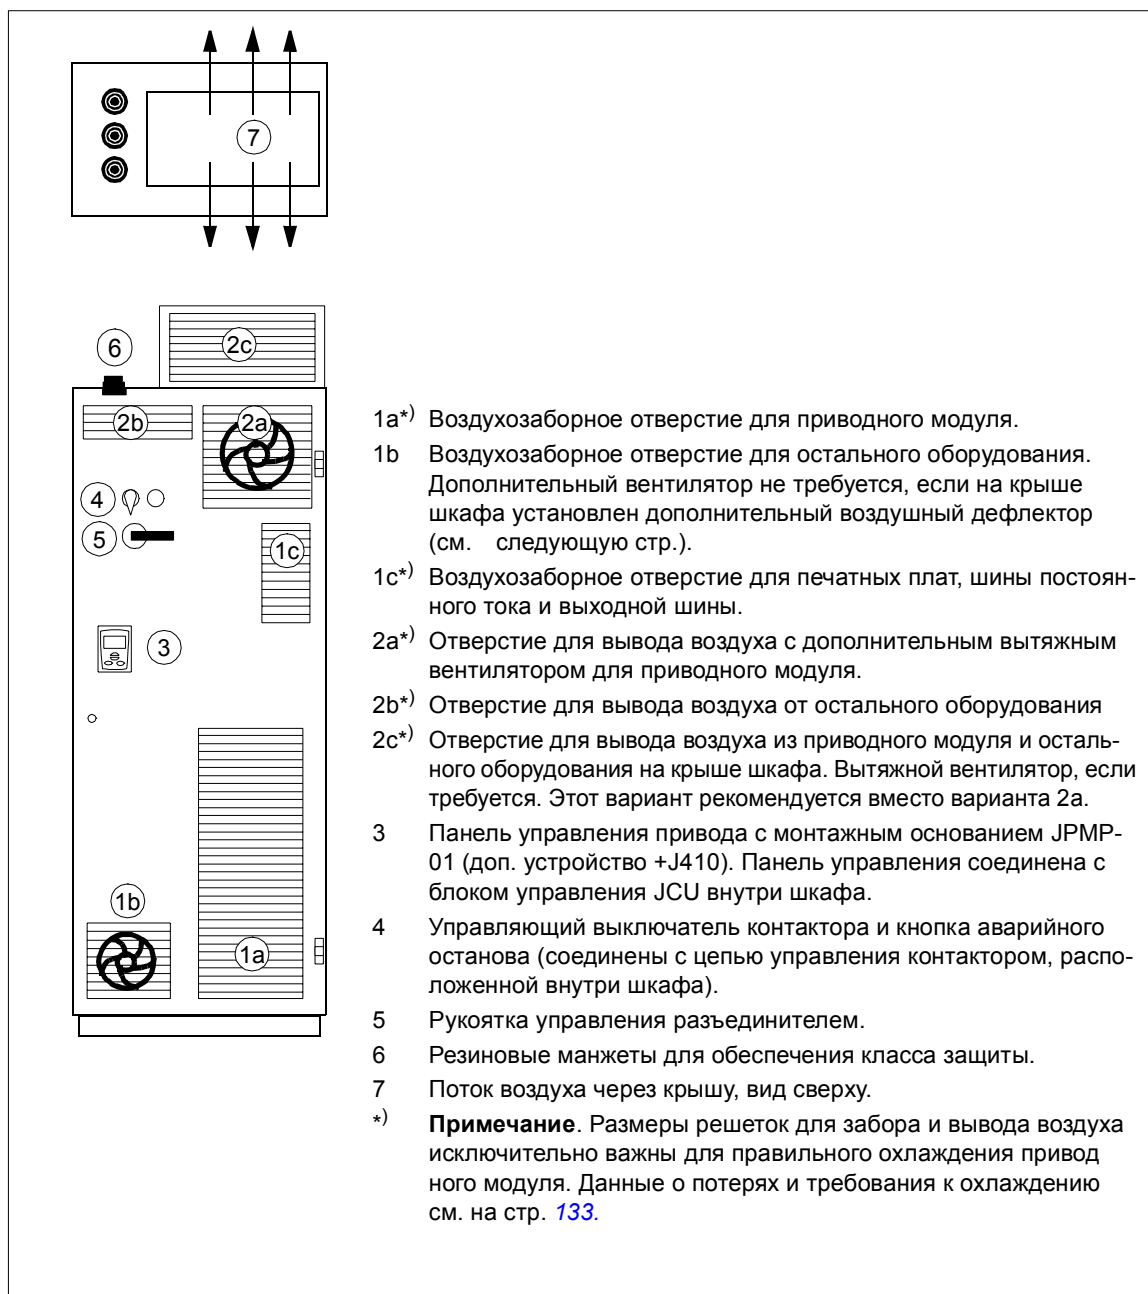 7
6
2c
2b
2a
4
5
1c
3
1b
1a
1a*) Воздухозаборное отверстие для приводного модуля.
1b Воздухозаборное отверстие для остального оборудования.
Дополнительный вентилятор не требуется, если на крыше
шкафа установлен дополнительный воздушный дефлектор
(см. следующую стр.).
1c*) Воздухозаборное отверстие для печатных плат, шины постоян-
ного тока и выходной шины.
2a*) Отверстие для вывода воздуха с дополнительным вытяжным
вентилятором для приводного модуля.
2b*) Отверстие для вывода воздуха от остального оборудования
2c*) Отверстие для вывода воздуха из приводного модуля и осталь-
ного оборудования на крыше шкафа. Вытяжной вентилятор, если
требуется. Этот вариант рекомендуется вместо варианта 2a.
3 Панель управления привода с монтажным основанием JPMP-
01 (доп. устройство +J410). Панель управления соединена с
блоком управления JCU внутри шкафа.
4 Управляющий выключатель контактора и кнопка аварийного
останова (соединены с цепью управления контактором, распо-
ложенной внутри шкафа).
5 Рукоятка управления разъединителем.
6 Резиновые манжеты для обеспечения класса защиты.
7 Поток воздуха через крышу, вид сверху.
*) Примечание. Размеры решеток для забора и вывода воздуха
исключительно важны для правильного охлаждения привод
ного модуля. Данные о потерях и требования к охлаждению
см. на стр. 133.